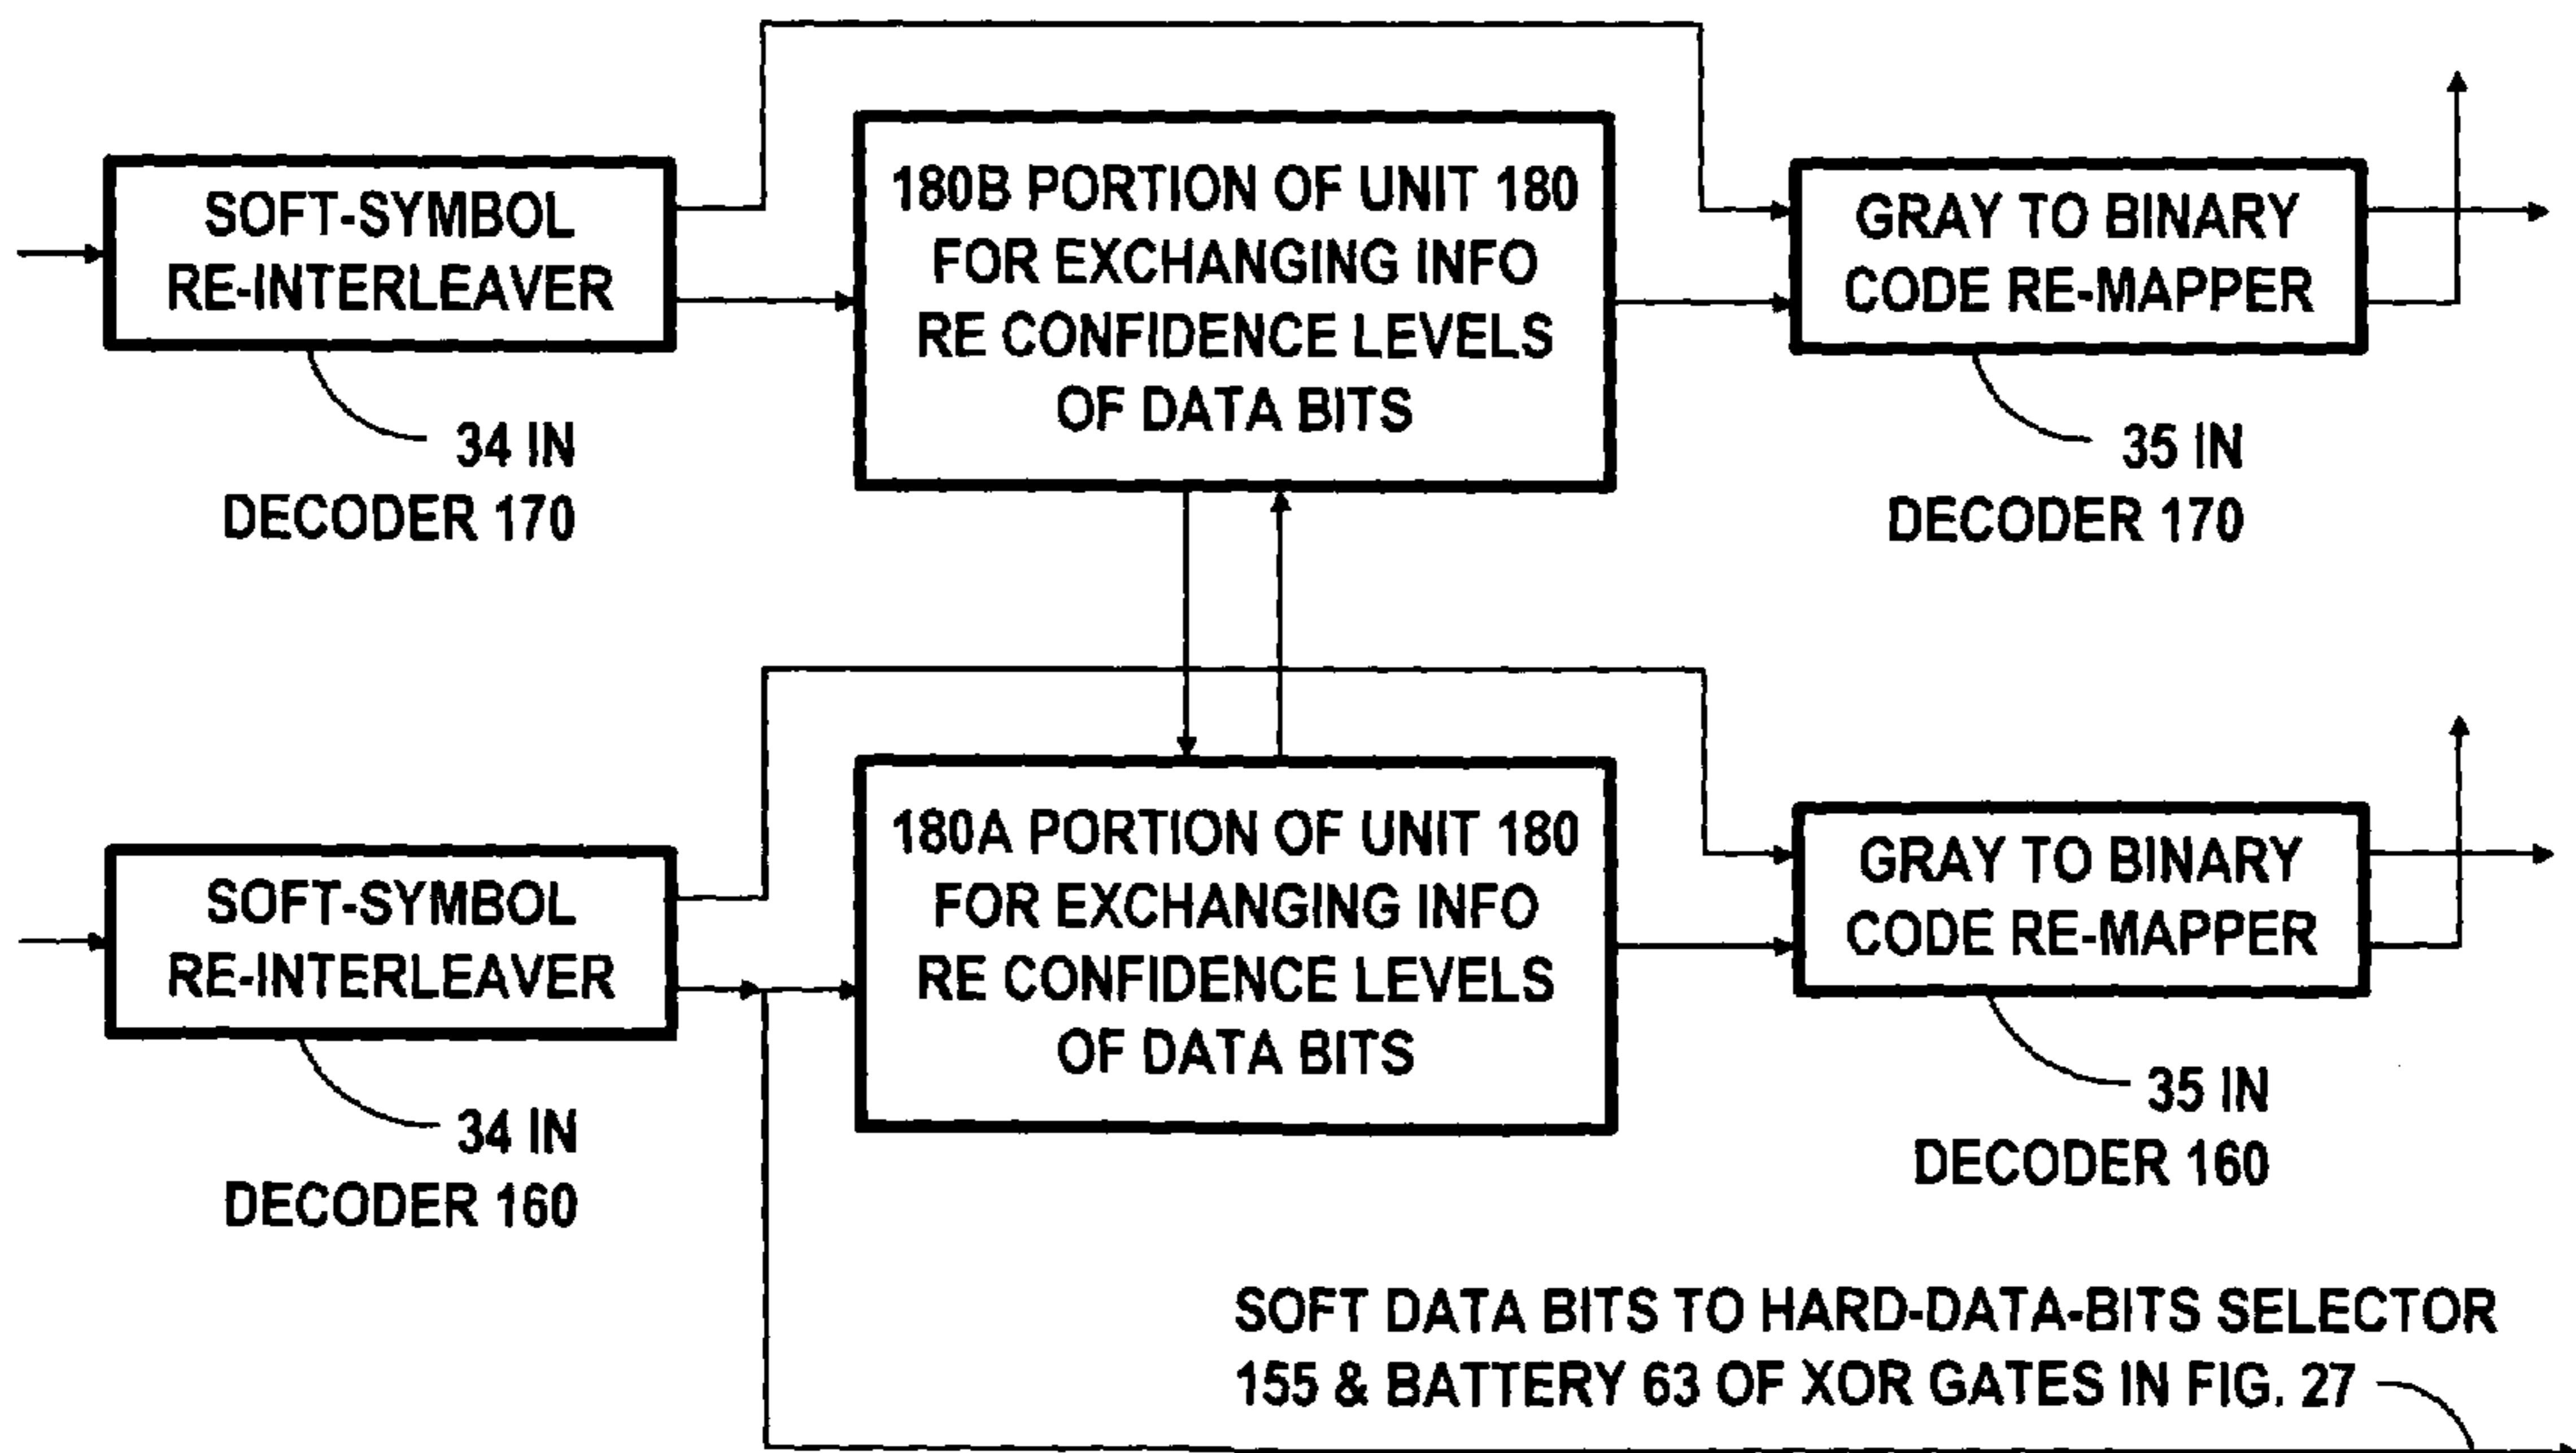 SOFT-SYMBOL
RE-INTERLEAVER
34 IN
DECODER 170
180B PORTION OF UNIT 180
FOR EXCHANGING INFO
RE CONFIDENCE LEVELS
OF DATA BITS
GRAY TO BINARY
CODE RE-MAPPER
35 IN
DECODER 170
SOFT-SYMBOL
RE-INTERLEAVER
34 IN
DECODER 160
180A PORTION OF UNIT 180
FOR EXCHANGING INFO
RE CONFIDENCE LEVELS
OF DATA BITS
GRAY TO BINARY
CODE RE-MAPPER
35 IN
DECODER 160
SOFT DATA BITS TO HARD-DATA-BITS SELECTOR
155 & BATTERY 63 OF XOR GATES IN FIG. 27